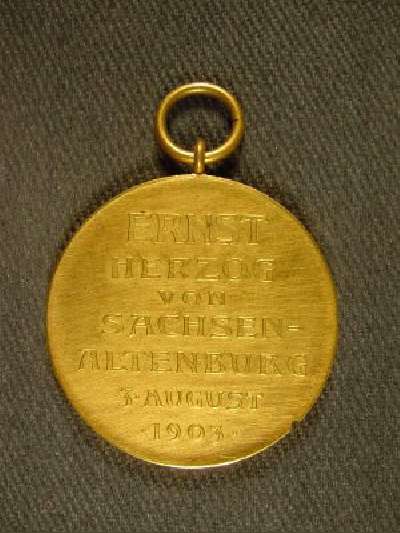 ERNST
HERZOG
VON
SACHSEN-
ALTENBURG
3·AUGUST
·1903·